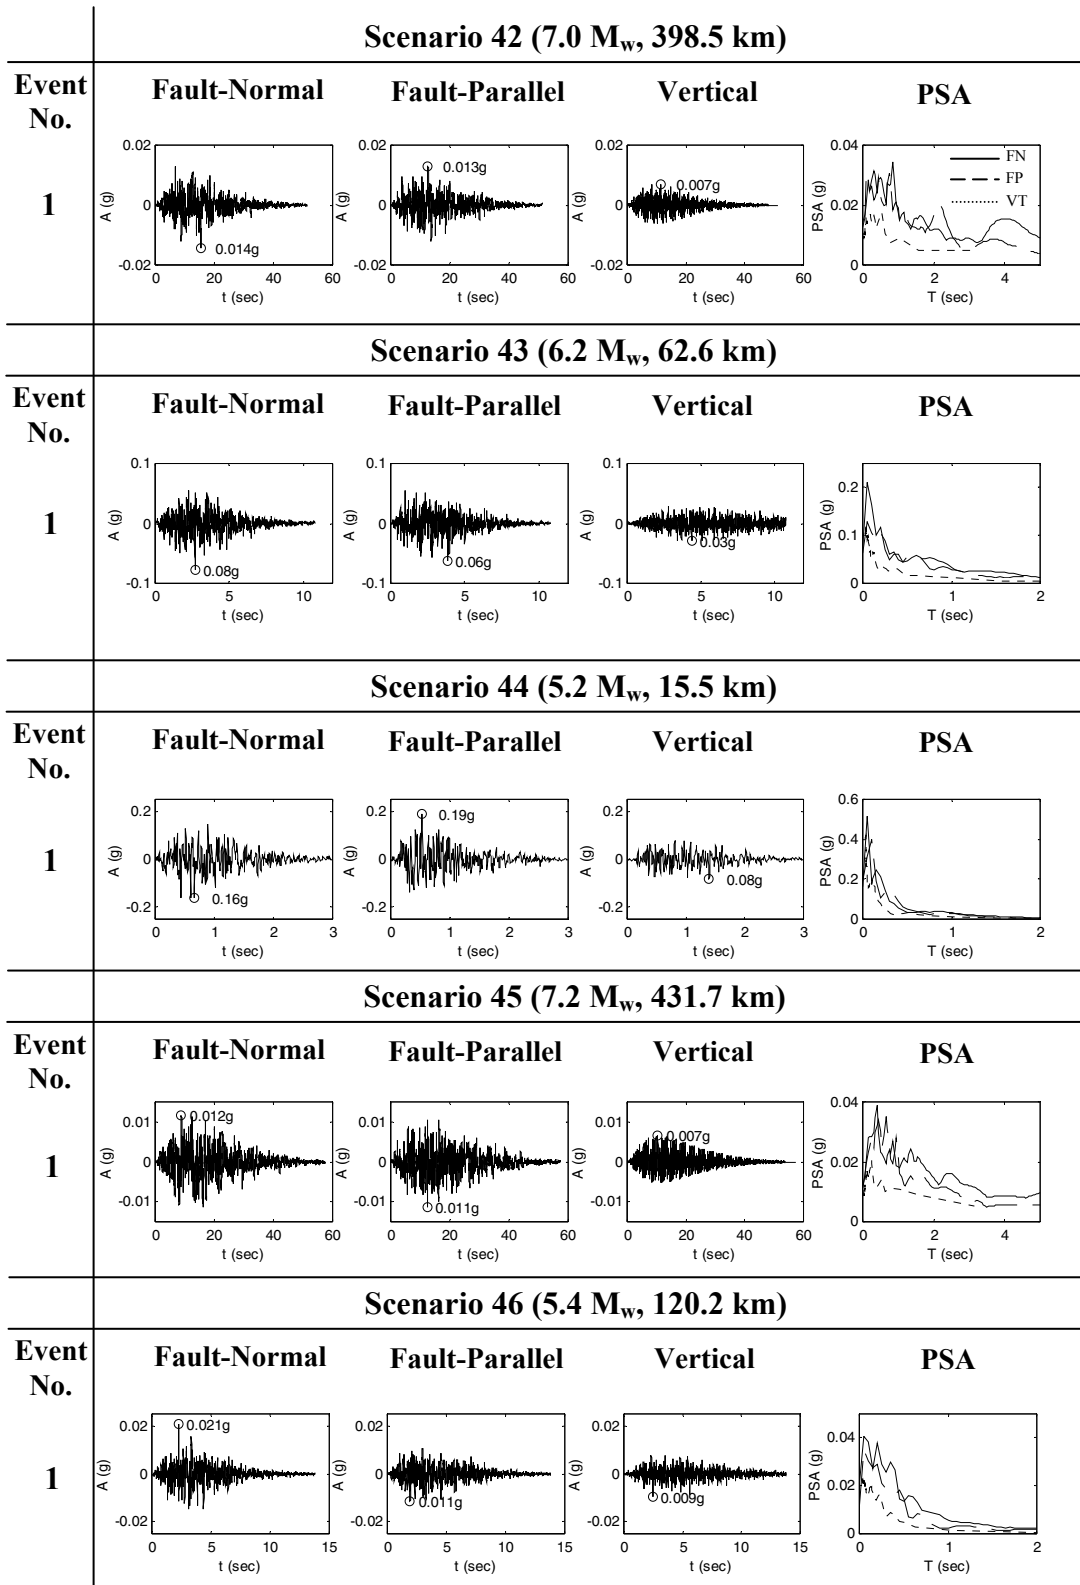 Scenario 42 (7.0 Mw, 398.5 km)
Event No.
Fault-Normal Fault-Parallel Vertical PSA
1
0.02
0
-0.02
A (g)
0.014g
0 20 40 60
t (sec)
0.02
0
-0.02
A (g)
0.013g
0 20 40 60
t (sec)
0.02
0
-0.02
A (g)
0.007g
0 20 40 60
t (sec)
0.04
0.02
0
PSA (g)
FN
FP
VT
0 2 4
T (sec)
Scenario 43 (6.2 Mw, 62.6 km)
Event No.
Fault-Normal Fault-Parallel Vertical PSA
1
0.1
0
-0.1
A (g)
0.08g
0 5 10
t (sec)
0.1
0
-0.1
A (g)
0.06g
0 5 10
t (sec)
0.1
0
-0.1
A (g)
0.03g
0 5 10
t (sec)
0.2
0.1
0
PSA (g)
0 1 2
T (sec)
Scenario 44 (5.2 Mw, 15.5 km)
Event No.
Fault-Normal Fault-Parallel Vertical PSA
1
0.2
0
-0.2
A (g)
0.16g
0 1 2 3
t (sec)
0.2
0
-0.2
A (g)
0.19g
0 1 2 3
t (sec)
0.2
0
-0.2
A (g)
0.08g
0 1 2 3
t (sec)
0.6
0.4
0.2
0
PSA (g)
0 1 2
T (sec)
Scenario 45 (7.2 Mw, 431.7 km)
Event No.
Fault-Normal Fault-Parallel Vertical PSA
1
0.01
0
-0.01
A (g)
0.012g
0 20 40 60
t (sec)
0.01
0
-0.01
A (g)
0.011g
0 20 40 60
t (sec)
0.01
0
-0.01
A (g)
0.007g
0 20 40 60
t (sec)
0.04
0.02
0
PSA (g)
0 2 4
T (sec)
Scenario 46 (5.4 Mw, 120.2 km)
Event No.
Fault-Normal Fault-Parallel Vertical PSA
1
0.02
0
-0.02
A (g)
0.021g
0 5 10 15
t (sec)
0.02
0
-0.02
A (g)
0.011g
0 5 10 15
t (sec)
0.02
0
-0.02
A (g)
0.009g
0 5 10 15
t (sec)
0.04
0.02
0
PSA (g)
0 1 2
T (sec)